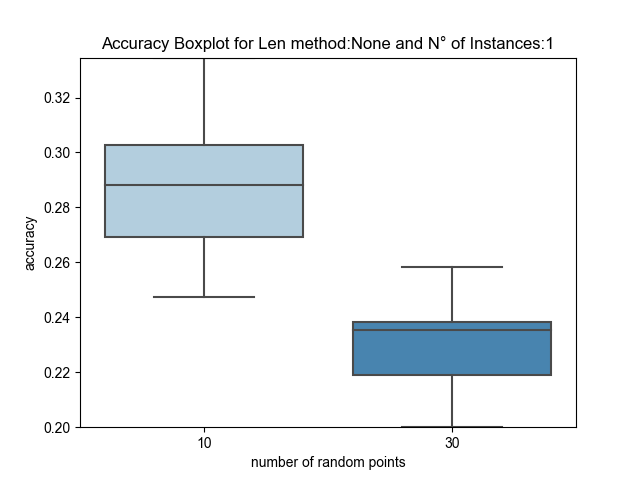 Accuracy Boxplot for Len method:None and N° of Instances:1
0.32
0.30
0.28
0.26
0.24
0.22
0.20
accuracy
10 30
number of random points